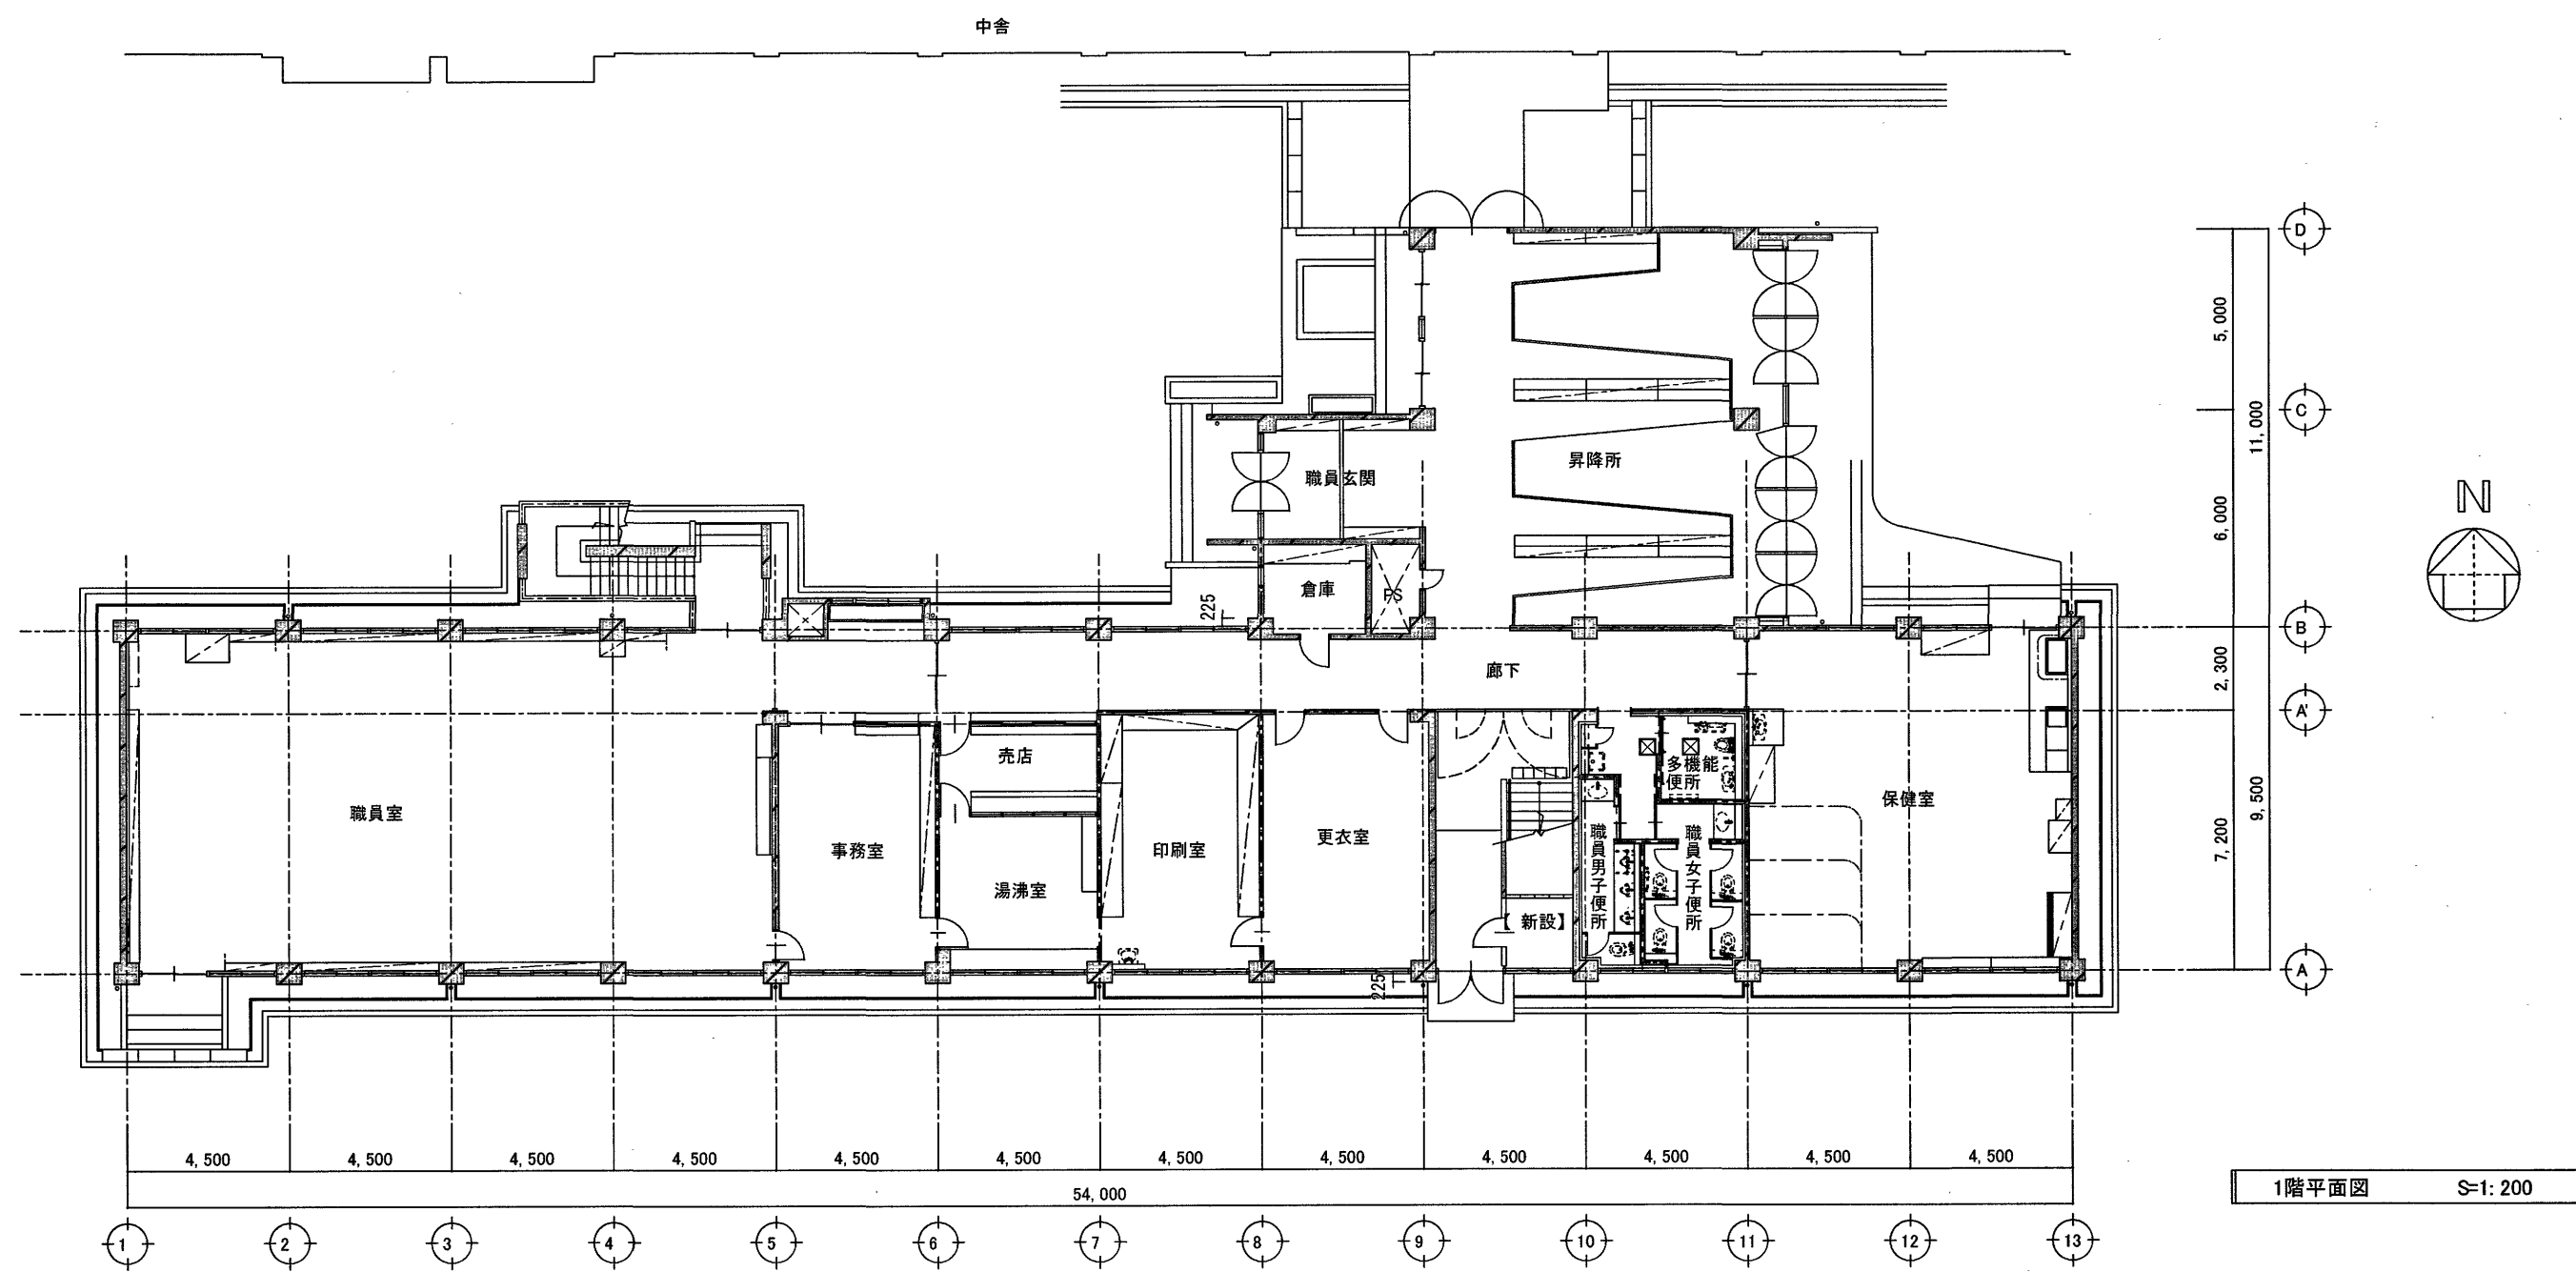 中舎
D
5,000
C
11,000
昇降所
職員玄関
N
6,000
倉庫
PS
225
B
廊下
2,300
A'
売店
多機能
便所
職員室
保健室
9,500
事務室
印刷室
更衣室
職員男子便所
職員女子便所
7,200
湯沸室
【新設】
A
225
4,500
4,500
4,500
4,500
4,500
4,500
4,500
4,500
4,500
4,500
4,500
4,500
54,000
1階平面図 S=1:200
1
2
3
4
5
6
7
8
9
10
11
12
13